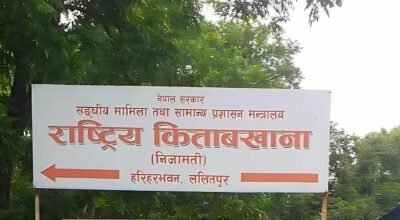 नेपाल सरकार
सङ्घीय मामिला तथा सामान्य प्रशासन मन्त्रालय
राष्ट्रिय किताबखाना
(निजामती)
हरिहरभवन, ललितपुर